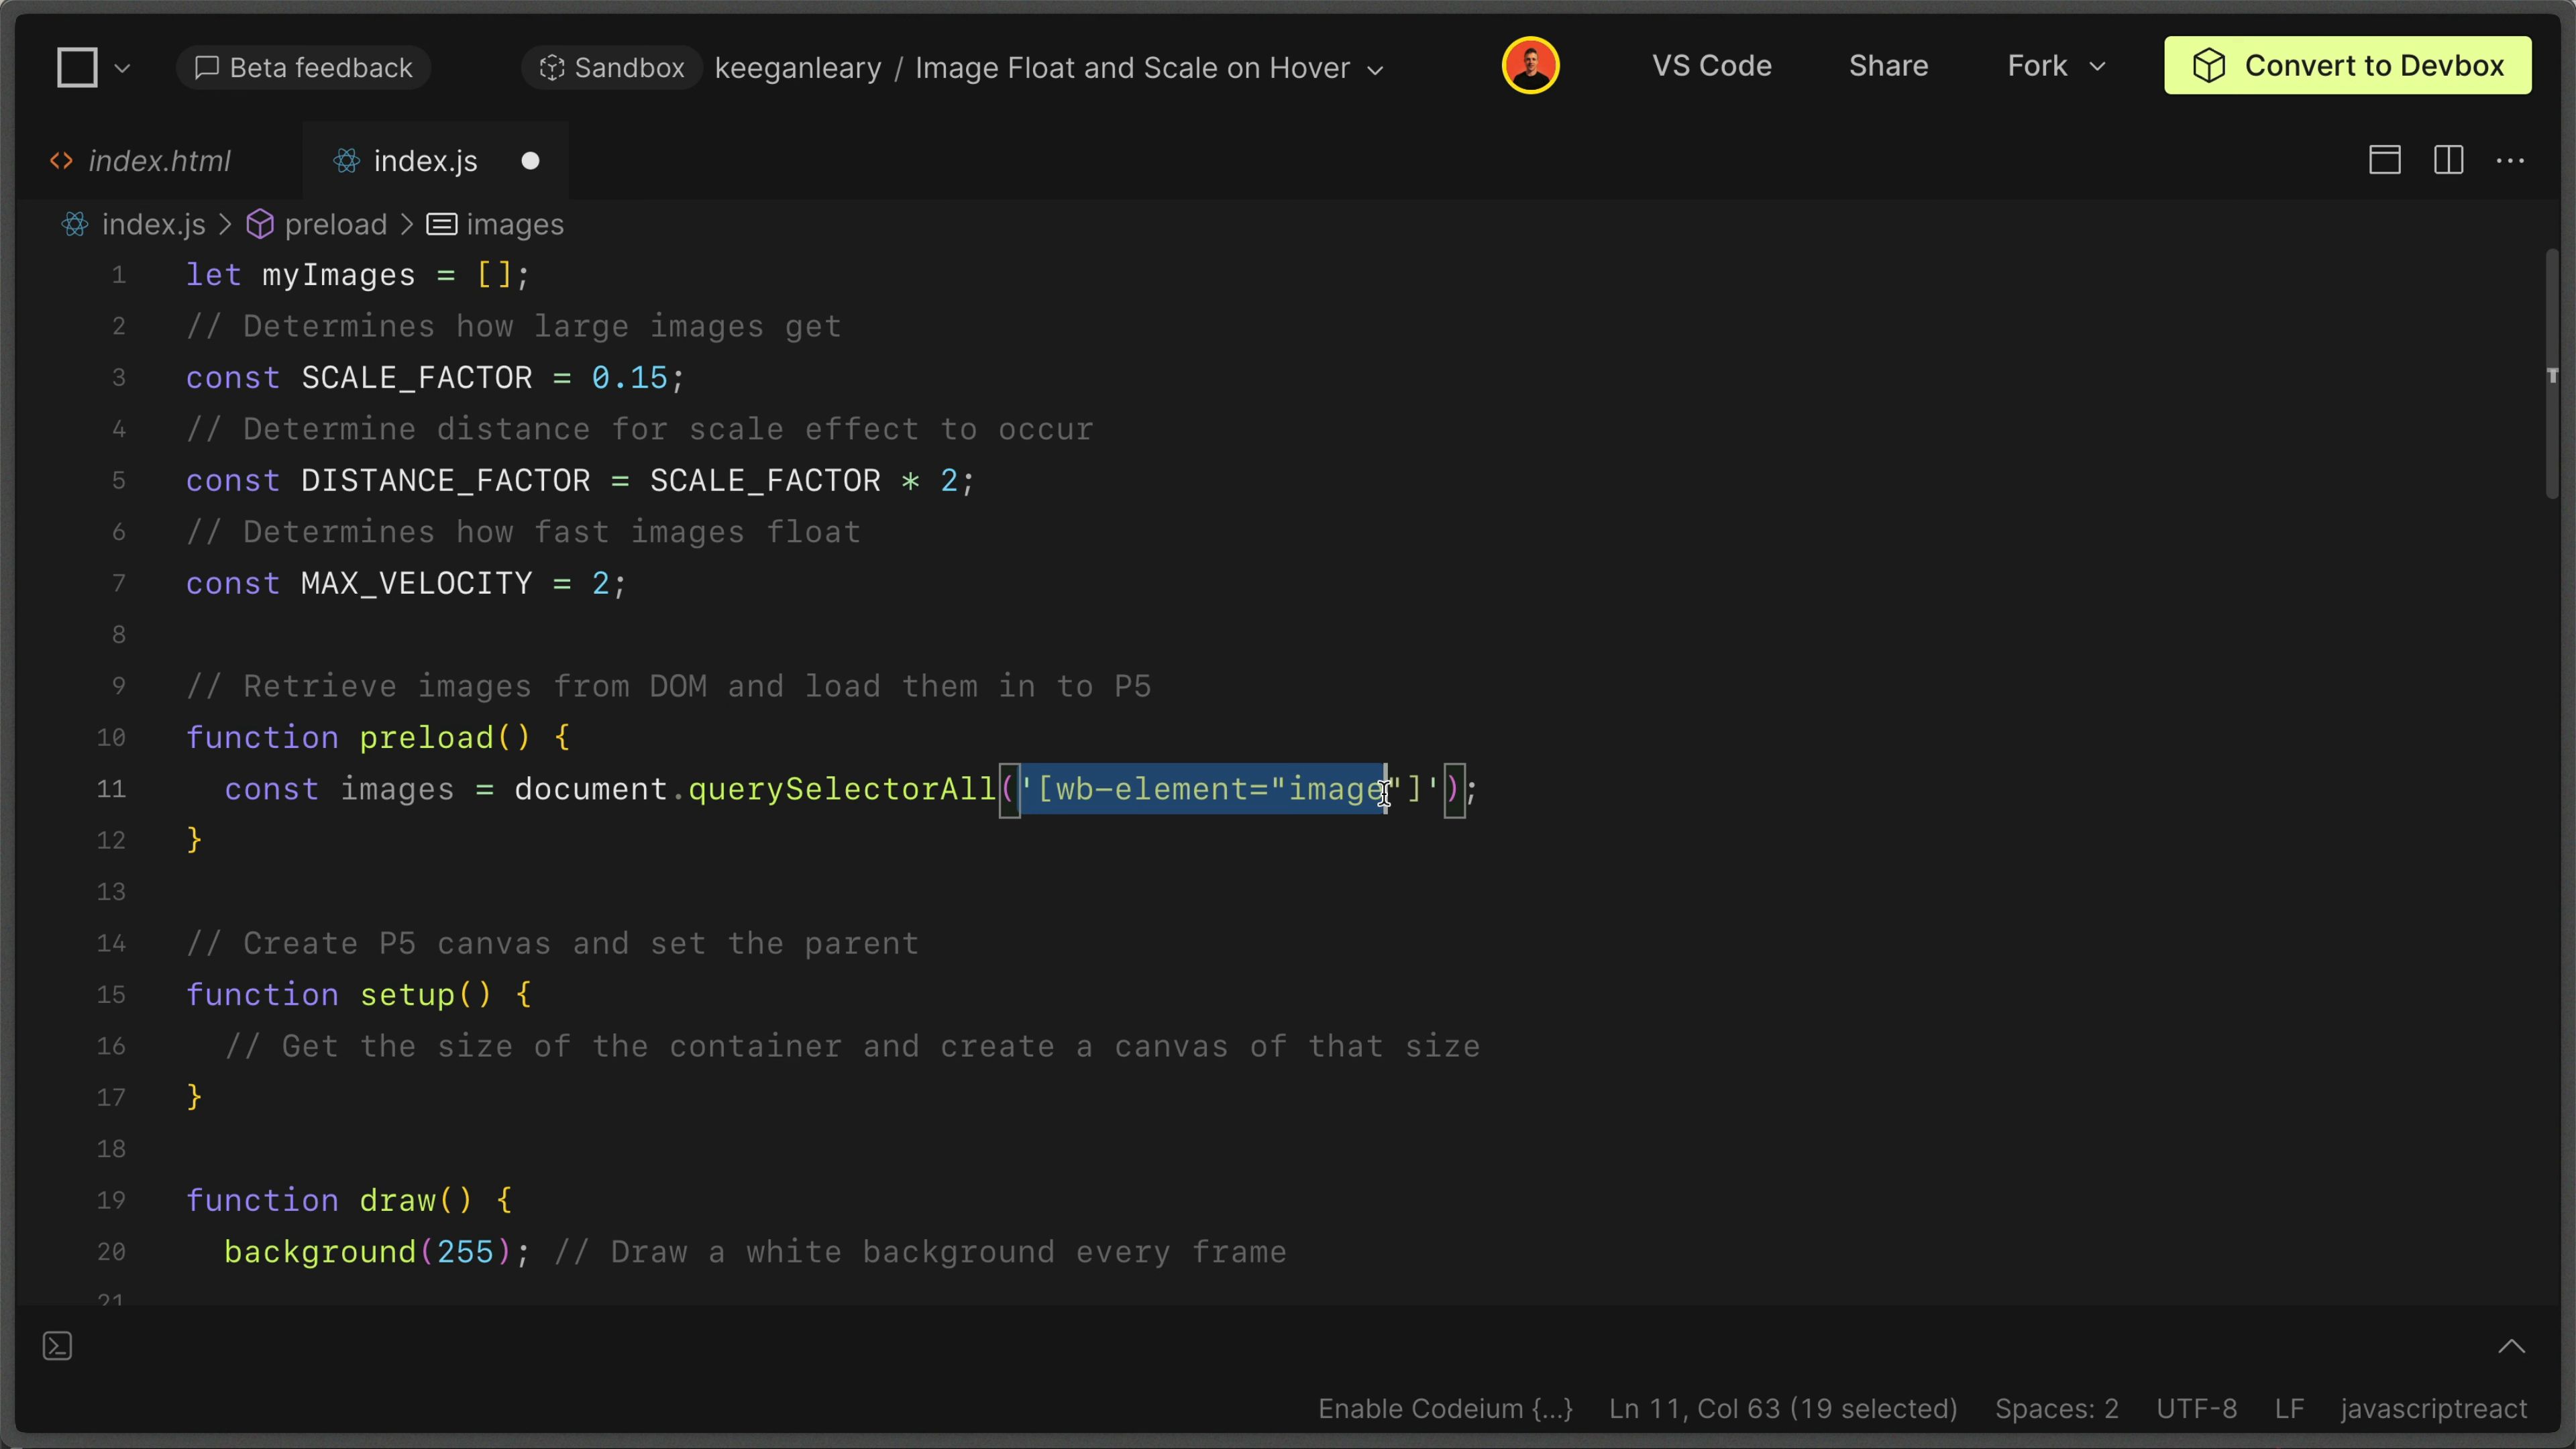 Beta feedback Sandbox keeganleary / Image Float and Scale on Hover VS Code Share Fork Convert to Devbox
index.html index.js
index.js > preload > images
1 let myImages = [];
2 // Determines how large images get
3 const SCALE_FACTOR = 0.15;
4 // Determine distance for scale effect to occur
5 const DISTANCE_FACTOR = SCALE_FACTOR * 2;
6 // Determines how fast images float
7 const MAX_VELOCITY = 2;
8
9 // Retrieve images from DOM and load them in to P5
10 function preload() {
11 const images = document.querySelectorAll('[wb-element="image"]');
12 }
13
14 // Create P5 canvas and set the parent
15 function setup() {
16 // Get the size of the container and create a canvas of that size
17 }
18
19 function draw() {
20 background(255); // Draw a white background every frame
21
Enable Codeium {...} Ln 11, Col 63 (19 selected) Spaces: 2 UTF-8 LF javascriptreact